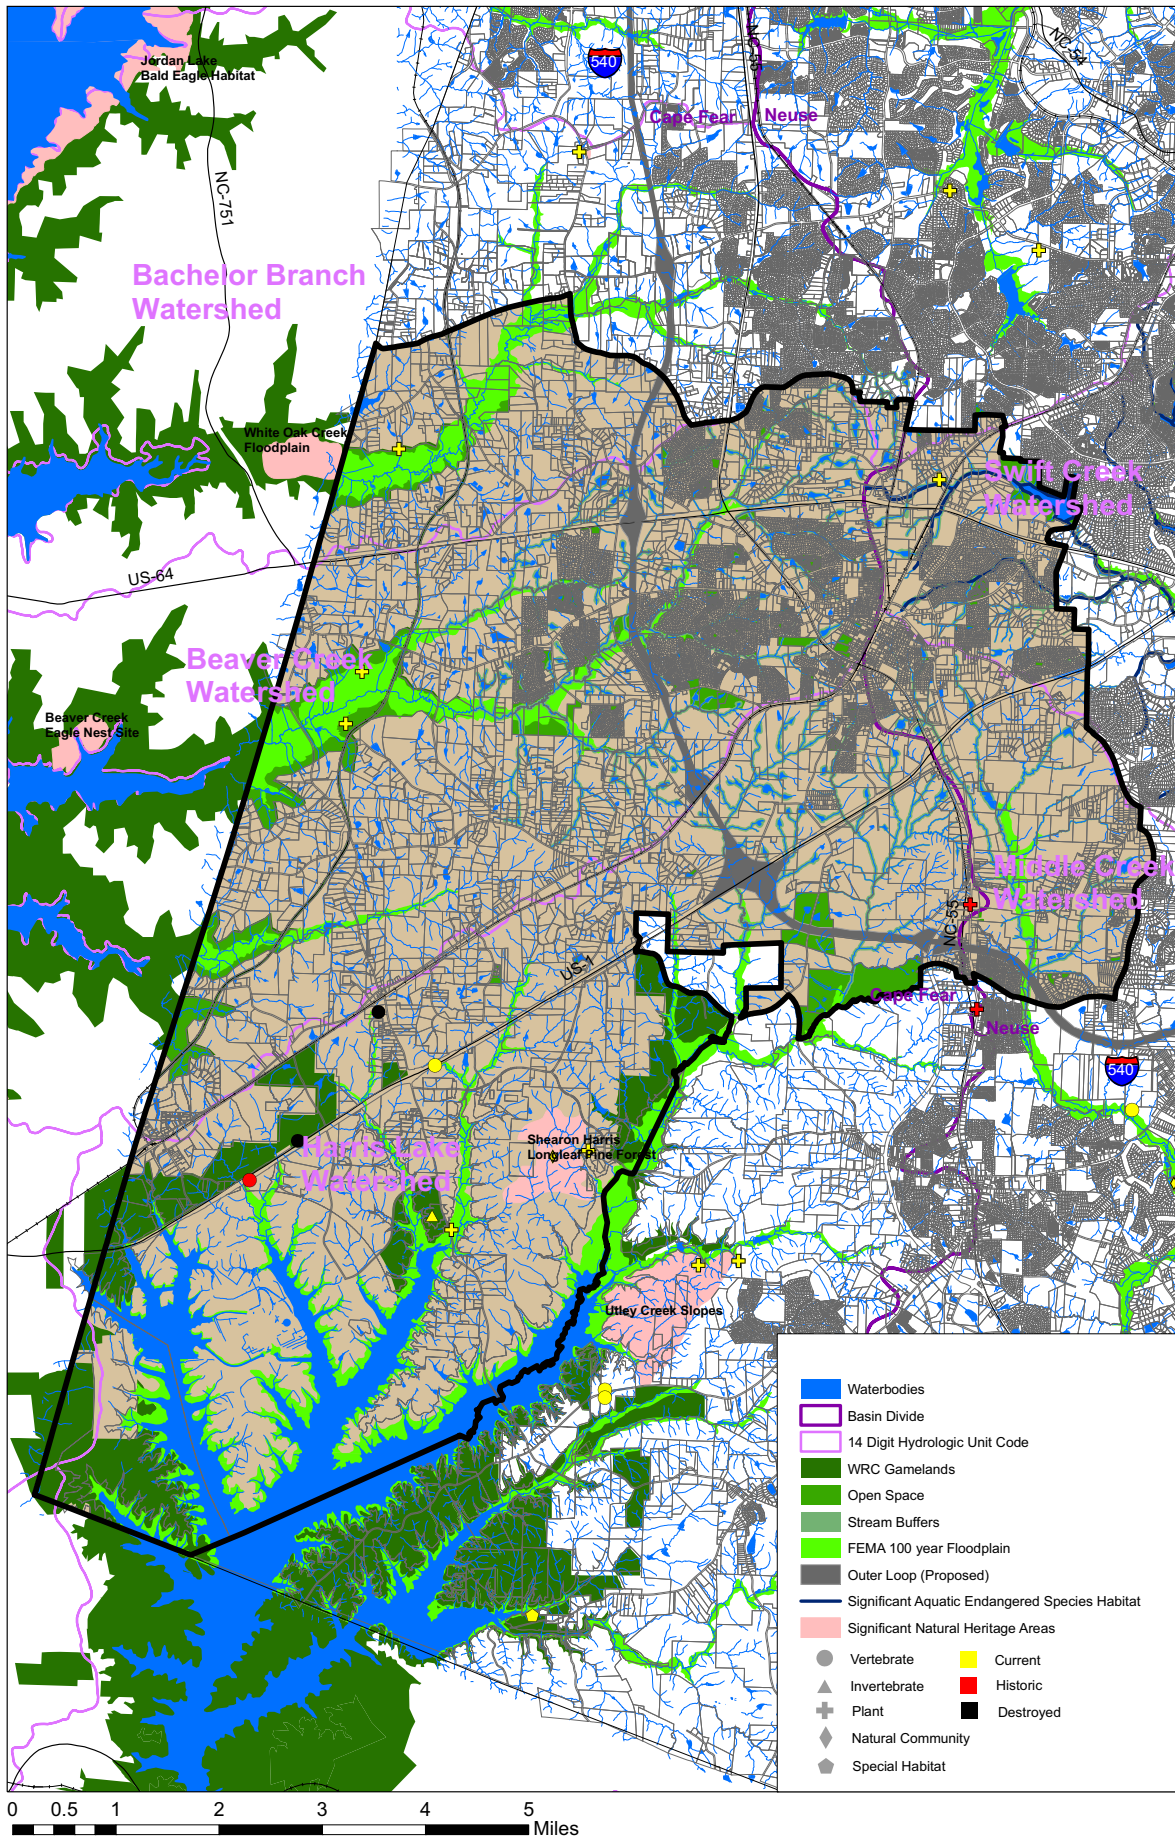 Jordan Lake
Bald Eagle Habitat
540
NC-55
NC-54
Cape Fear
Neuse
NC-751
Bachelor Branch
Watershed
White Oak Creek
Floodplain
Swift Creek
Watershed
US-64
Beaver Creek
Watershed
Beaver Creek
Eagle Nest Site
Middle Creek
Watershed
NC-55
US-1
Cape Fear
Neuse
540
Harris Lake
Watershed
Shearon Harris
Longleaf Pine Forest
Utley Creek Slopes
Waterbodies
Basin Divide
14 Digit Hydrologic Unit Code
WRC Gamelands
Open Space
Stream Buffers
FEMA 100 year Floodplain
Outer Loop (Proposed)
Significant Aquatic Endangered Species Habitat
Significant Natural Heritage Areas
Vertebrate
Current
Invertebrate
Historic
Plant
Destroyed
Natural Community
Special Habitat
0 0.5 1 2 3 4 5
Miles